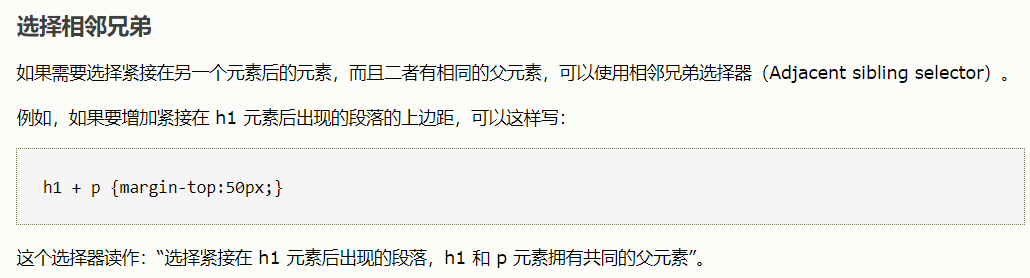 选择相邻兄弟
如果需要选择紧接在另一个元素后的元素，而且二者有相同的父元素，可以使用相邻兄弟选择器（Adjacent sibling selector）。
例如，如果要增加紧接在 h1 元素后出现的段落的上边距，可以这样写：
h1 + p {margin-top:50px;}
这个选择器读作：“选择紧接在 h1 元素后出现的段落，h1 和 p 元素拥有共同的父元素”。